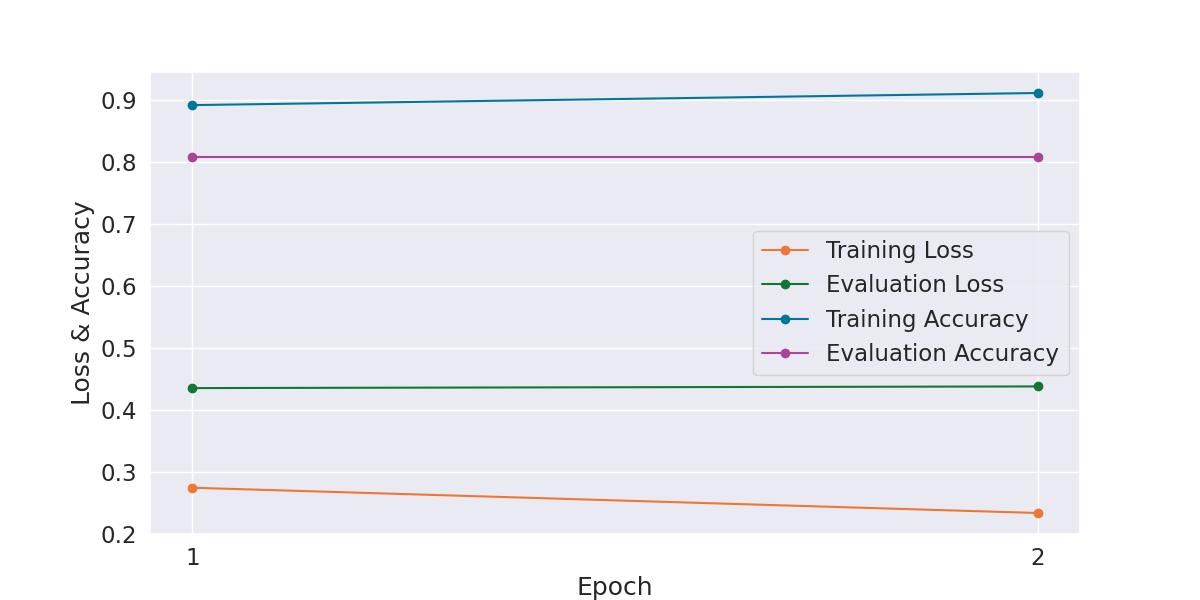 0.9
0.8
0.7
0.6
0.5
0.4
0.3
0.2
Loss & Accuracy
Training Loss
Evaluation Loss
Training Accuracy
Evaluation Accuracy
1
2
Epoch